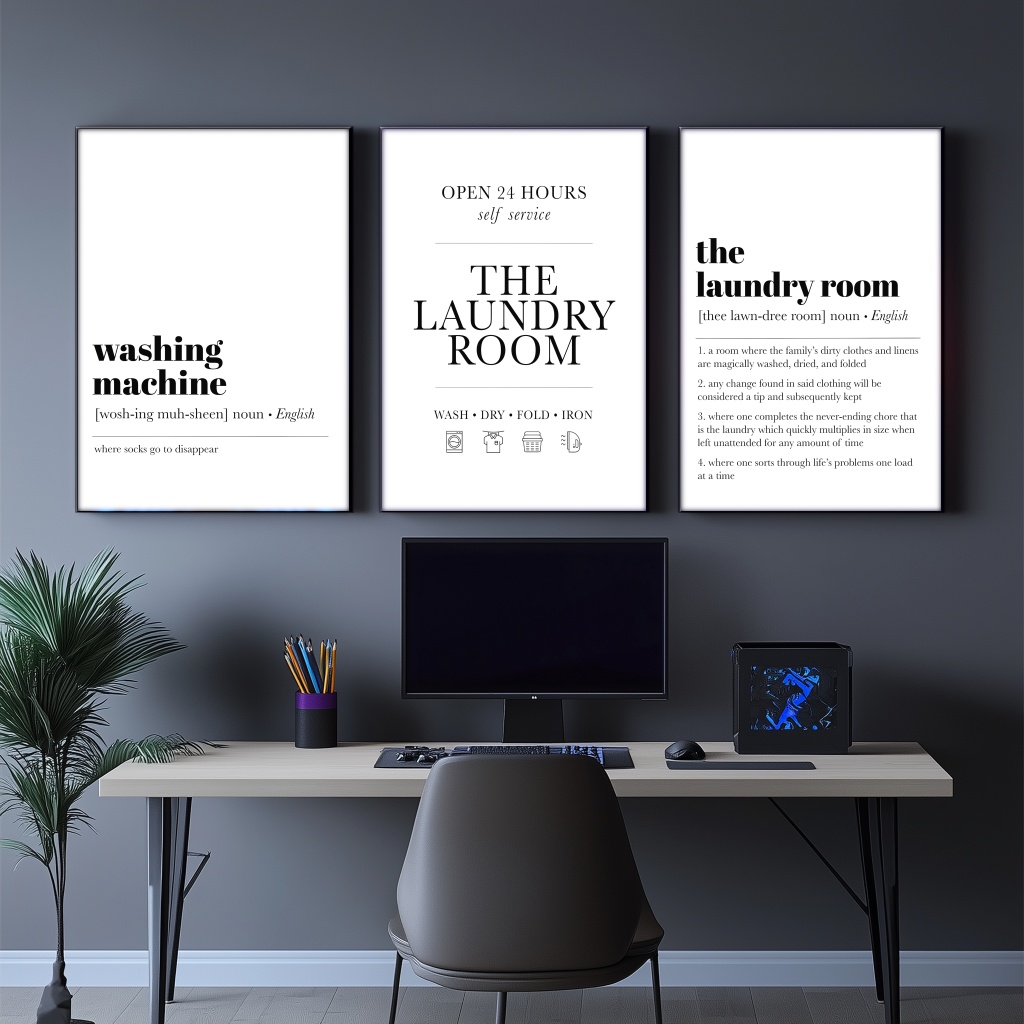 washing
machine
[wosh-ing muh-sheen] noun • English
where socks go to disappear
OPEN 24 HOURS
self service
THE
LAUNDRY
ROOM
WASH • DRY • FOLD • IRON
the
laundry room
[thee lawn-dree room] noun • English
1. a room where the family's dirty clothes and linens
are magically washed, dried, and folded
2. any change found in said clothing will be
considered a tip and subsequently kept
3. where one completes the never-ending chore that
is the laundry which quickly multiplies in size when
left unattended for any amount of time
4. where one sorts through life's problems one load
at a time